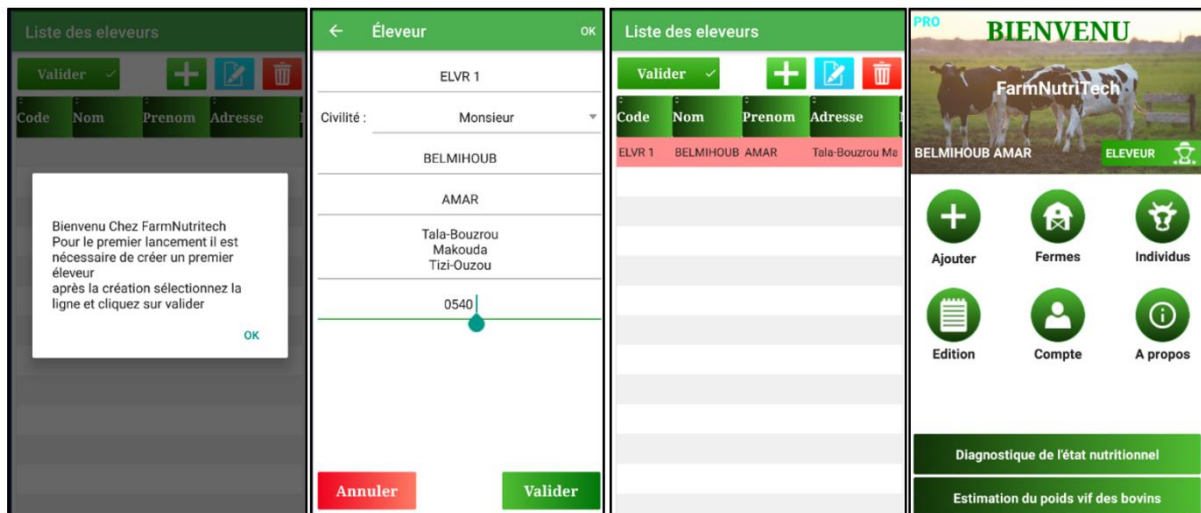 Liste des eleveurs
Valider
Code Nom Prenom Adresse
Bienvenu Chez FarmNutritech
Pour le premier lancement il est
nécessaire de créer un premier
éleveur
après la création sélectionnez la
ligne et cliquez sur valider
OK
Éleveur OK
ELVR 1
Civilité : Monsieur
BELMIHOUB
AMAR
Tala-Bouzrou
Makouda
Tizi-Ouzou
0540
Annuler Valider
Liste des eleveurs
Valider
Code Nom Prenom Adresse
ELVR 1 BELMIHOUB AMAR Tala-Bouzrou Ma
PRO
BIENVENU
FarmNutriTech
BELMIHOUB AMAR ELEVEUR
Ajouter Fermes Individus
Edition Compte A propos
Diagnostique de l'état nutritionnel
Estimation du poids vif des bovins